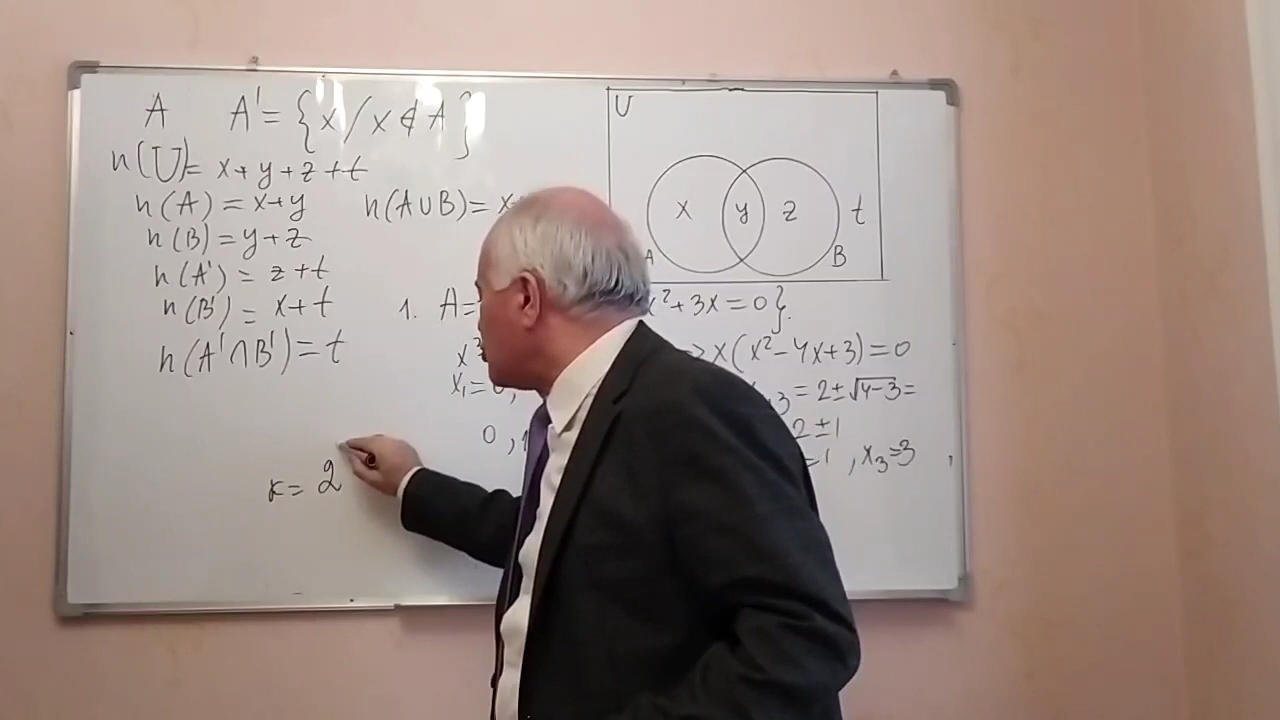 A A' = {x / x ∉ A}
n(U) = x + y + z + t
n(A) = x + y n(A∪B) = x
n(B) = y + z
n(A') = z + t
n(B') = x + t
n(A'∩B') = t
U
x y z t
A B
1. A = x² + 3x = 0}.
x(x² - 4x + 3) = 0
x₁ = 0, ₃ = 2 ± √4-3 =
0 , 2 ± 1
= 1 , x₃ = 3 ,
κ = 2